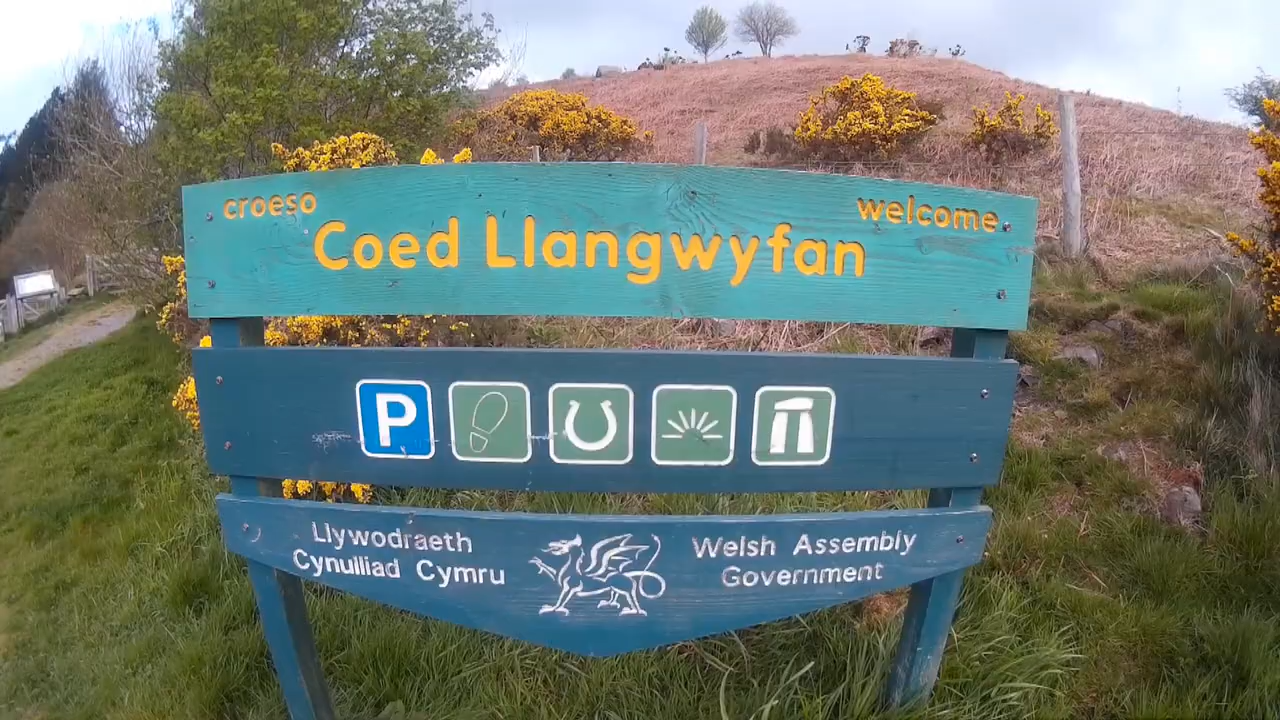 croeso
welcome
Coed Llangwyfan
P
Llywodraeth
Cynulliad Cymru
Welsh Assembly
Government